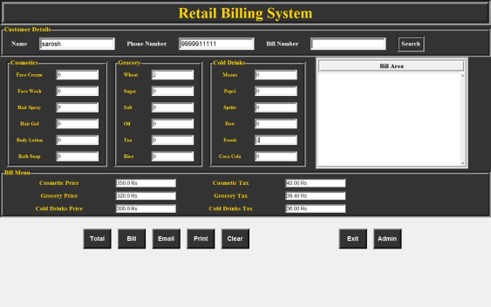 Retail Billing System
Customer Details
Name sarosh Phone Number 9999911111 Bill Number Search
Cosmetics Grocery Cold Drinks Bill Area
Face Cream 0 Wheat 2 Maaza 0
Face Wash 0 Sugar 0 Pepsi 0
Hair Spray Salt 0 Sprite 0
Hair Gel 0 Oil 0 Dew 0
Body Lotion 0 Tea 0 Frooti
Bath Soap 0 Rice 0 Coca Cola 0
Bill Menu
Cosmetic Price 350.0 Rs Cosmetic Tax 42.00 Rs
Grocery Price 320.0 Rs Grocery Tax 38.40 Rs
Cold Drinks Price 300.0 Rs Cold Drinks Tax 36.00 Rs
Total Bill Email Print Clear Exit Admin